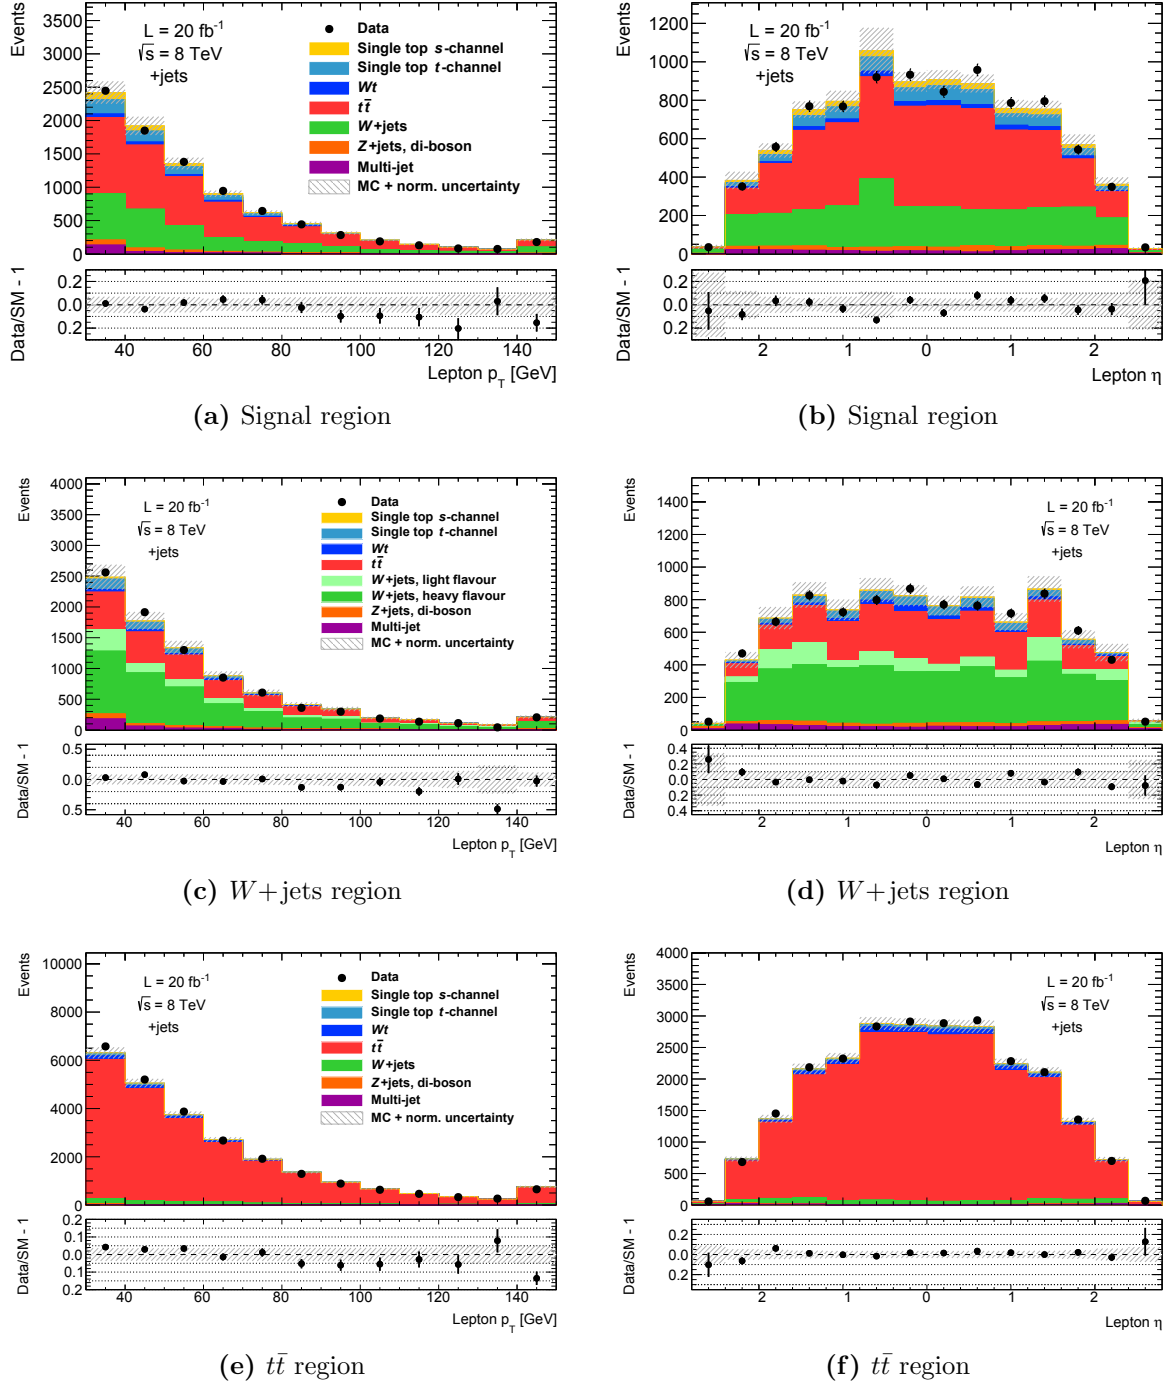 Events
3500
3000
2500
2000
1500
1000
500
0
L = 20 fb⁻¹
√s = 8 TeV
+jets
Data
Single top s-channel
Single top t-channel
Wt
tt̄
W+jets
Z+jets, di-boson
Multi-jet
MC + norm. uncertainty
Data/SM - 1
0.2
0.0
0.2
40 60 80 100 120 140
Lepton p_T [GeV]
(a) Signal region
Events
1200
1000
800
600
400
200
0
L = 20 fb⁻¹
√s = 8 TeV
+jets
Data/SM - 1
0.2
0.0
0.2
2 1 0 1 2
Lepton η
(b) Signal region
Events
4000
3500
3000
2500
2000
1500
1000
500
0
L = 20 fb⁻¹
√s = 8 TeV
+jets
Data
Single top s-channel
Single top t-channel
Wt
tt̄
W+jets, light flavour
W+jets, heavy flavour
Z+jets, di-boson
Multi-jet
MC + norm. uncertainty
Data/SM - 1
0.5
0.0
0.5
40 60 80 100 120 140
Lepton p_T [GeV]
(c) W+jets region
Events
1400
1200
1000
800
600
400
200
0
L = 20 fb⁻¹
√s = 8 TeV
+jets
Data/SM - 1
0.4
0.2
0.0
0.2
0.4
2 1 0 1 2
Lepton η
(d) W+jets region
Events
10000
8000
6000
4000
2000
0
L = 20 fb⁻¹
√s = 8 TeV
+jets
Data
Single top s-channel
Single top t-channel
Wt
tt̄
W+jets
Z+jets, di-boson
Multi-jet
MC + norm. uncertainty
Data/SM - 1
0.2
0.1
0.0
0.1
0.2
40 60 80 100 120 140
Lepton p_T [GeV]
(e) tt̄ region
Events
4000
3500
3000
2500
2000
1500
1000
500
0
L = 20 fb⁻¹
√s = 8 TeV
+jets
Data/SM - 1
0.2
0.0
0.2
2 1 0 1 2
Lepton η
(f) tt̄ region